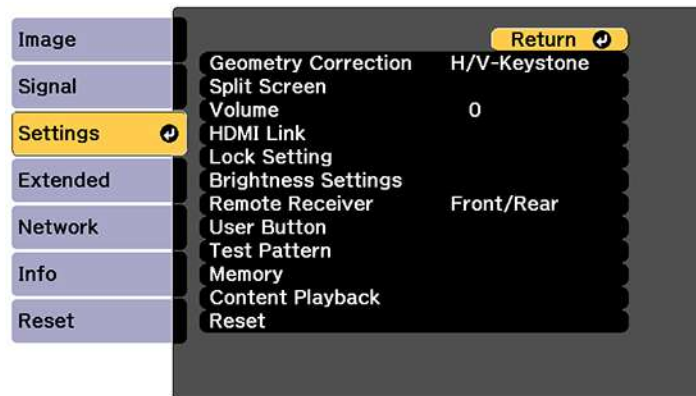 Image
Signal
Settings
Extended
Network
Info
Reset
Return
Geometry Correction H/V-Keystone
Split Screen
Volume 0
HDMI Link
Lock Setting
Brightness Settings
Remote Receiver Front/Rear
User Button
Test Pattern
Memory
Content Playback
Reset